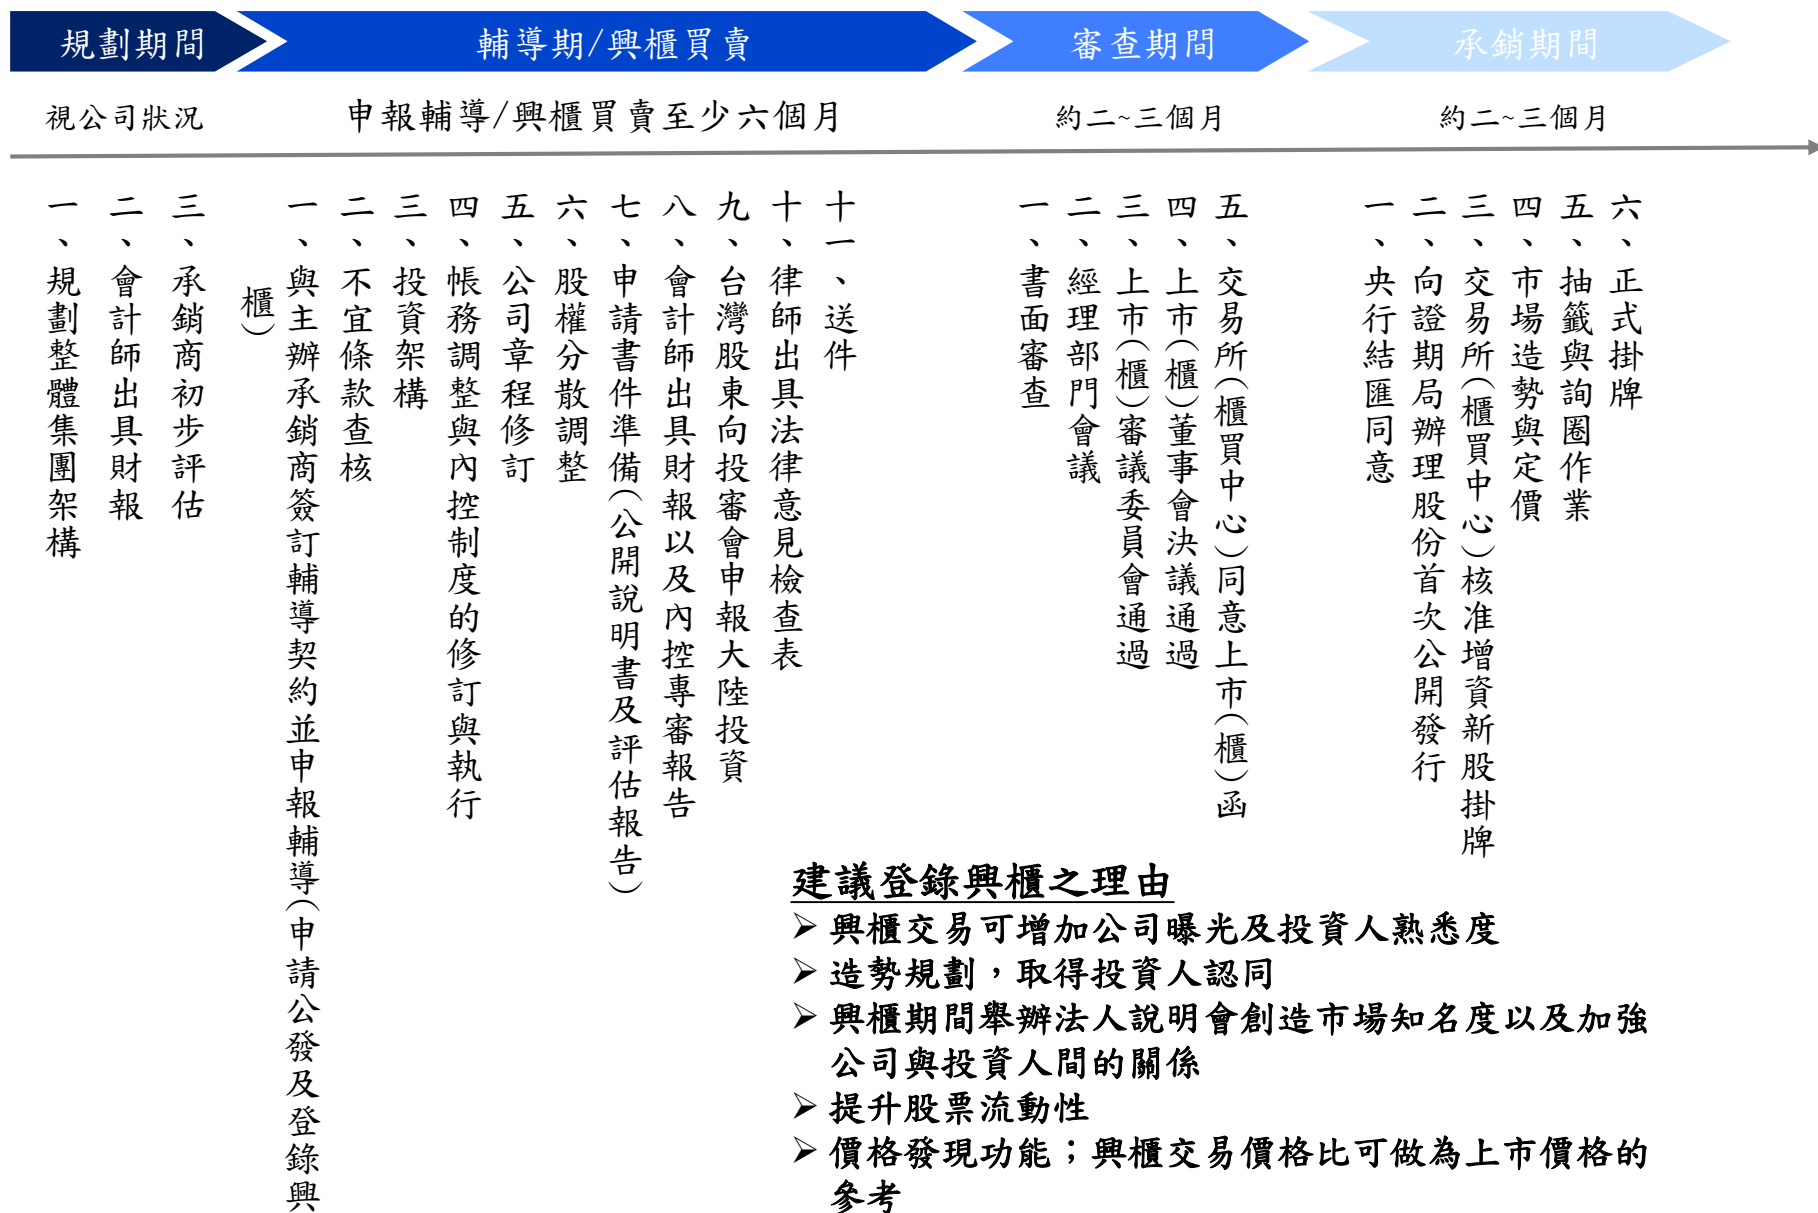 規劃期間
輔導期/興櫃買賣
審查期間
承銷期間
視公司狀況
申報輔導/興櫃買賣至少六個月
約二~三個月
約二~三個月
一、規劃整體集團架構
二、會計師出具財報
三、承銷商初步評估
一、與主辦承銷商簽訂輔導契約並申報輔導(申請公發及登錄興
櫃)
二、不宜條款查核
三、投資架構
四、帳務調整與內控制度的修訂與執行
五、公司章程修訂
六、股權分散調整
七、申請書件準備(公開說明書及評估報告)
八、會計師出具財報以及內控專審報告
九、台灣股東向投審會申報大陸投資
十、律師出具法律意見檢查表
十一、送件
一、書面審查
二、經理部門會議
三、上市(櫃)審議委員會通過
四、上市(櫃)董事會決議通過
五、交易所(櫃買中心)同意上市(櫃)函
一、央行結匯同意
二、向證期局辦理股份首次公開發行
三、交易所(櫃買中心)核准增資新股掛牌
四、市場造勢與定價
五、抽籤與詢圈作業
六、正式掛牌
建議登錄興櫃之理由
➢ 興櫃交易可增加公司曝光及投資人熟悉度
➢ 造勢規劃，取得投資人認同
➢ 興櫃期間舉辦法人說明會創造市場知名度以及加強
公司與投資人間的關係
➢ 提升股票流動性
➢ 價格發現功能；興櫃交易價格比可做為上市價格的
參考